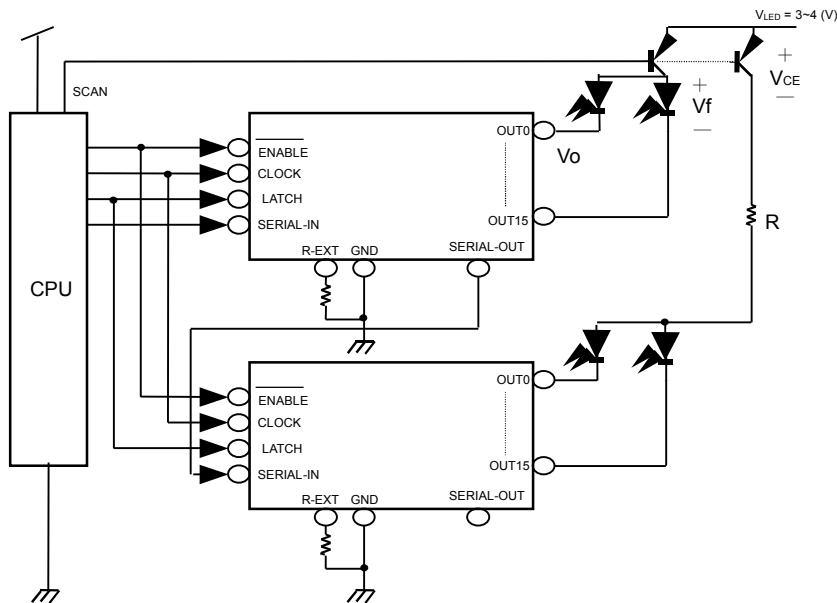 VLED = 3~4 (V)
SCAN
VCE
Vf
OUT0
ENABLE
Vo
CLOCK
LATCH
OUT15
SERIAL-IN
R
R-EXT GND SERIAL-OUT
CPU
OUT0
ENABLE
CLOCK
LATCH
OUT15
SERIAL-IN
R-EXT GND SERIAL-OUT